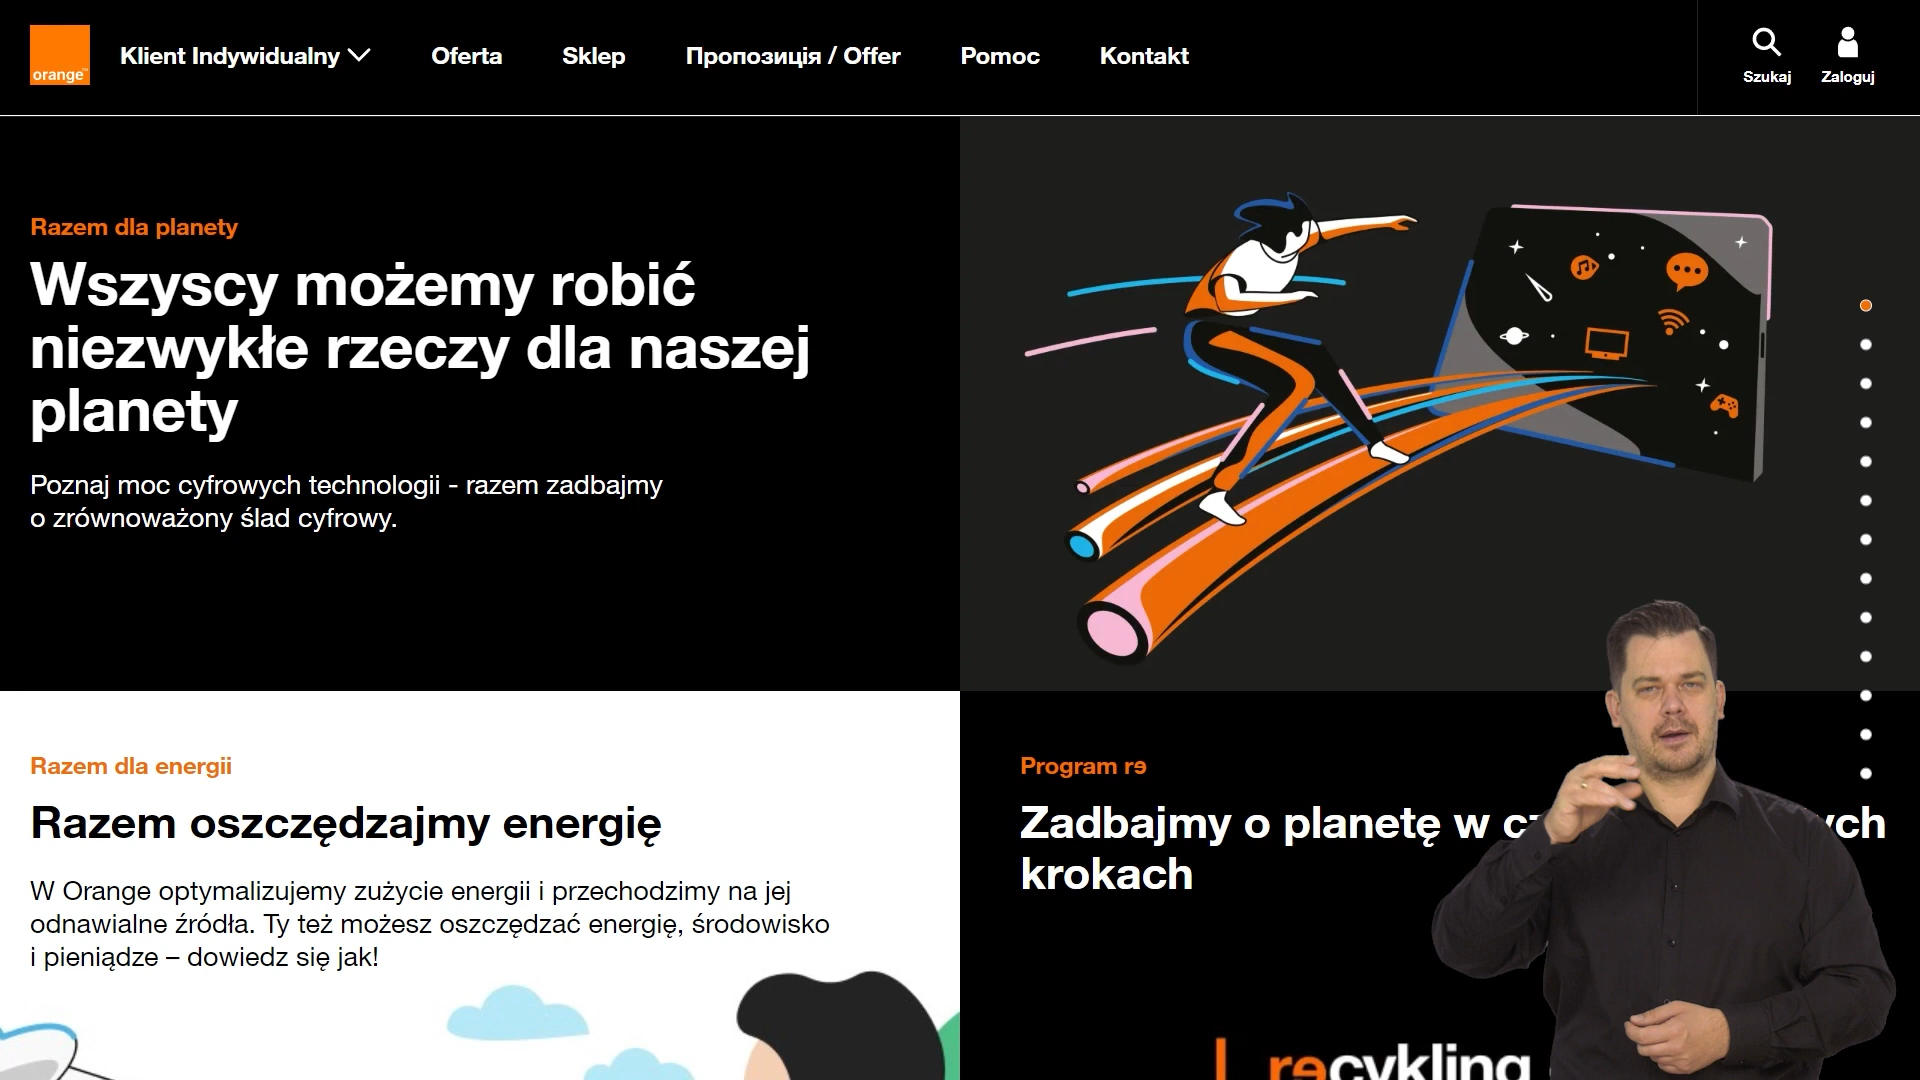 orange
Klient Indywidualny
Oferta
Sklep
Пропозиція / Offer
Pomoc
Kontakt
Szukaj
Zaloguj
Razem dla planety
Wszyscy możemy robić
niezwykłe rzeczy dla naszej
planety
Poznaj moc cyfrowych technologii - razem zadbajmy
o zrównoważony ślad cyfrowy.
Razem dla energii
Razem oszczędzajmy energię
W Orange optymalizujemy zużycie energii i przechodzimy na jej
odnawialne źródła. Ty też możesz oszczędzać energię, środowisko
i pieniądze – dowiedz się jak!
Program rɘ
Zadbajmy o planetę w
krokach
rɘcykling